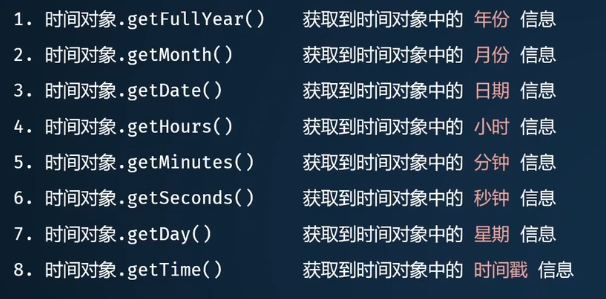 1. 时间对象.getFullYear() 获取到时间对象中的 年份 信息
2. 时间对象.getMonth() 获取到时间对象中的 月份 信息
3. 时间对象.getDate() 获取到时间对象中的 日期 信息
4. 时间对象.getHours() 获取到时间对象中的 小时 信息
5. 时间对象.getMinutes() 获取到时间对象中的 分钟 信息
6. 时间对象.getSeconds() 获取到时间对象中的 秒钟 信息
7. 时间对象.getDay() 获取到时间对象中的 星期 信息
8. 时间对象.getTime() 获取到时间对象中的 时间戳 信息